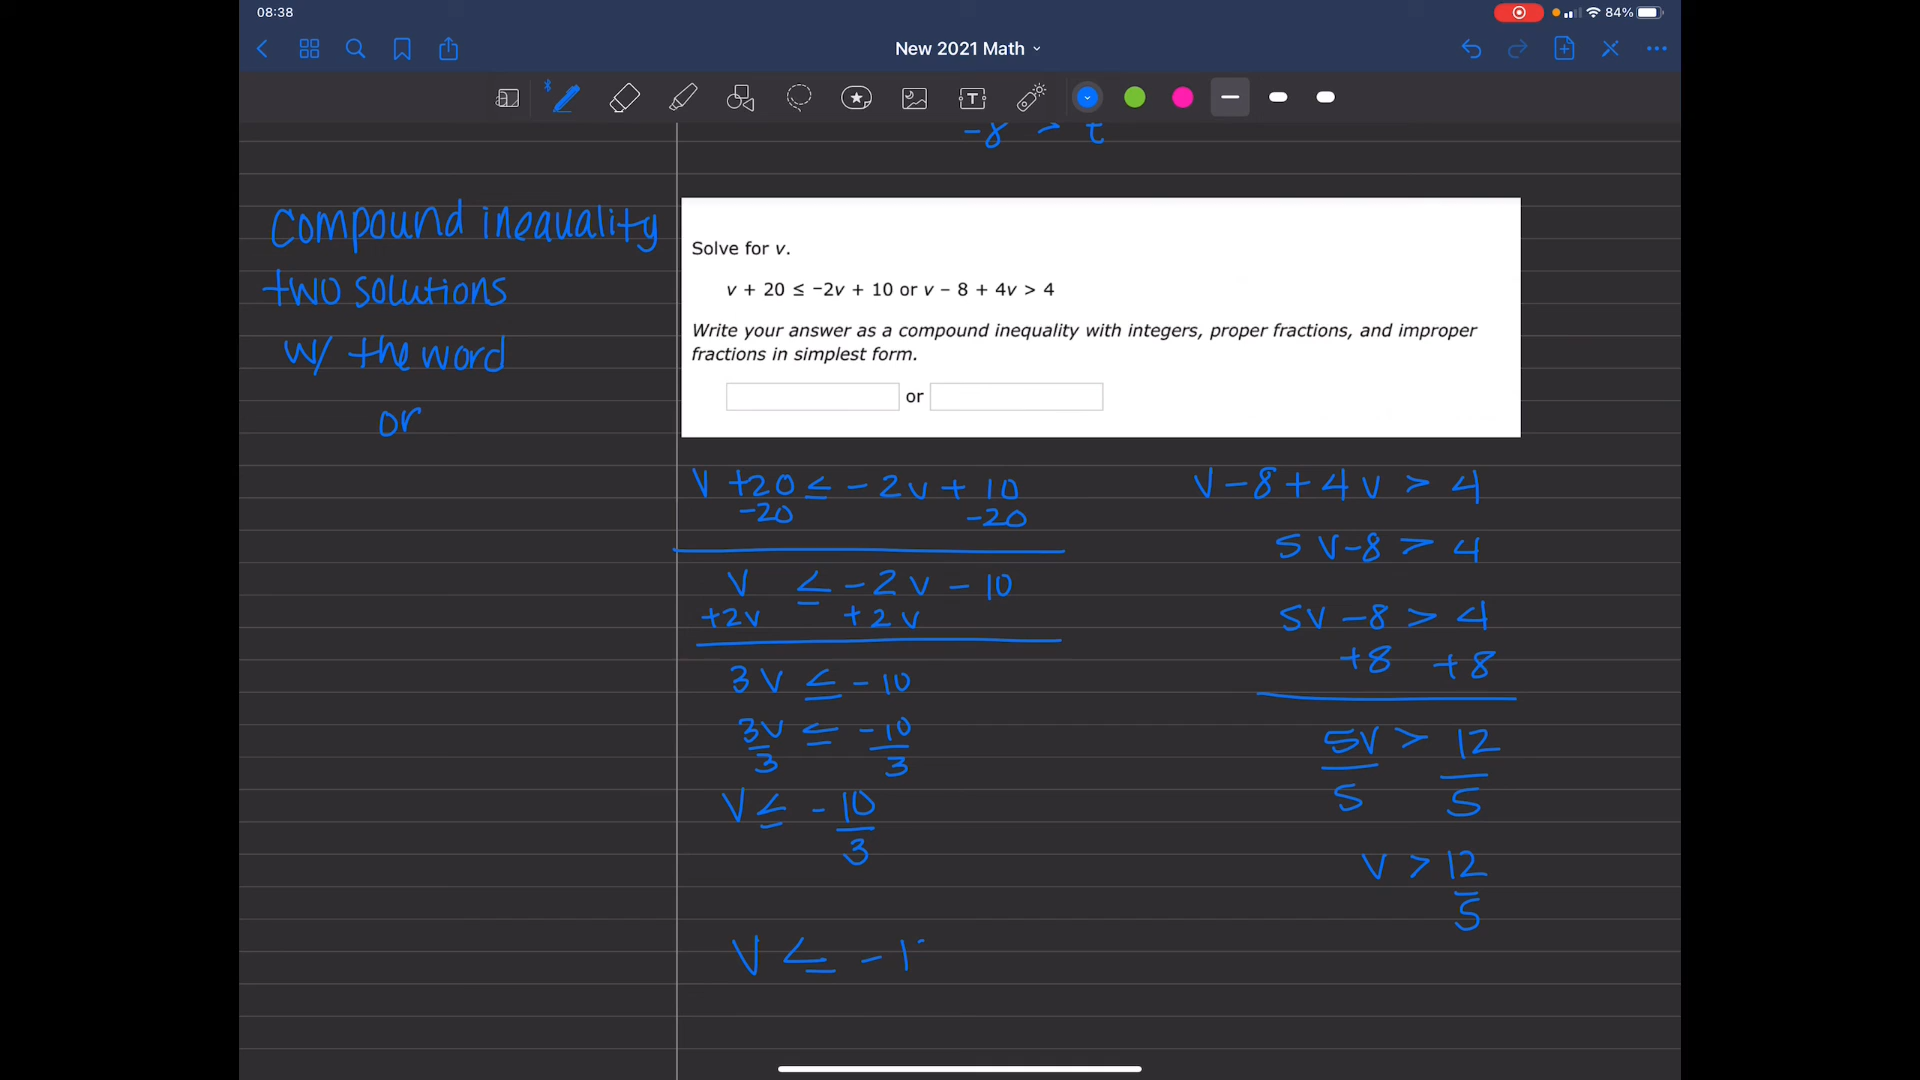 08:38
84%
New 2021 Math
T
-8 > t
Compound inequality
two solutions
w/ the word
or
Solve for v.
v + 20 ≤ −2v + 10 or v − 8 + 4v > 4
Write your answer as a compound inequality with integers, proper fractions, and improper
fractions in simplest form.
or
V +20 ≤ -2v + 10
-20 -20
V ≤ -2v - 10
+2v +2v
3V ≤ -10
3V ≤ -10
3 3
V ≤ -10
3
V ≤ -1
V-8+4V > 4
5V-8 > 4
5V-8 > 4
+8 +8
5V > 12
5 5
V > 12
5